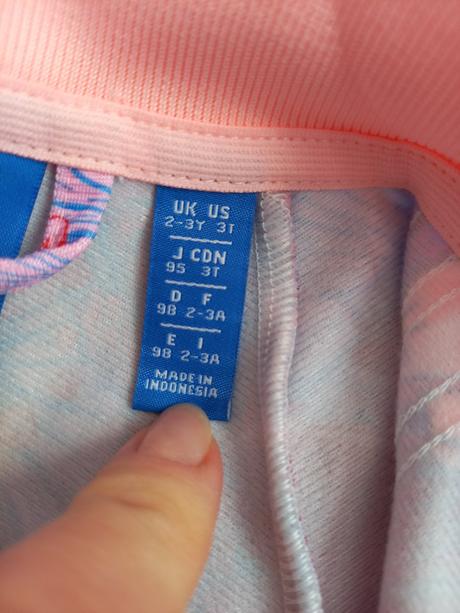 UK US
2-3Y 3T
J CDN
95 3T
D F
98 2-3A
E I
98 2-3A
MADE IN
INDONESIA